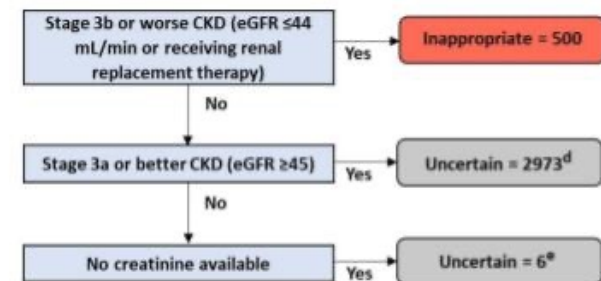 Stage 3b or worse CKD (eGFR ≤44
mL/min or receiving renal
replacement therapy)
Yes
Inappropriate = 500
No
Stage 3a or better CKD (eGFR ≥45)
Yes
Uncertain = 2973ᵈ
No
No creatinine available
Yes
Uncertain = 6ᵉ